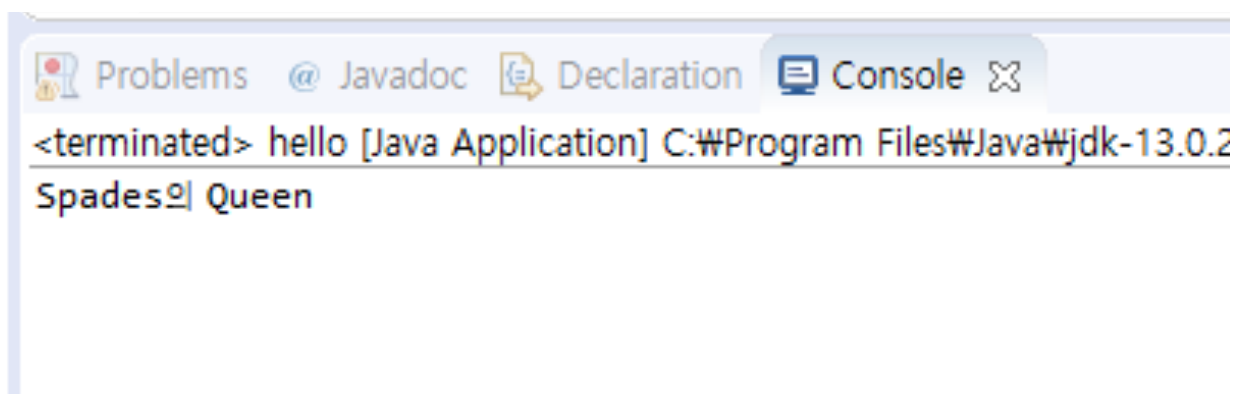 Problems @ Javadoc Declaration Console
<terminated> hello [Java Application] C:₩Program Files₩Java₩jdk-13.0.2
Spades의 Queen